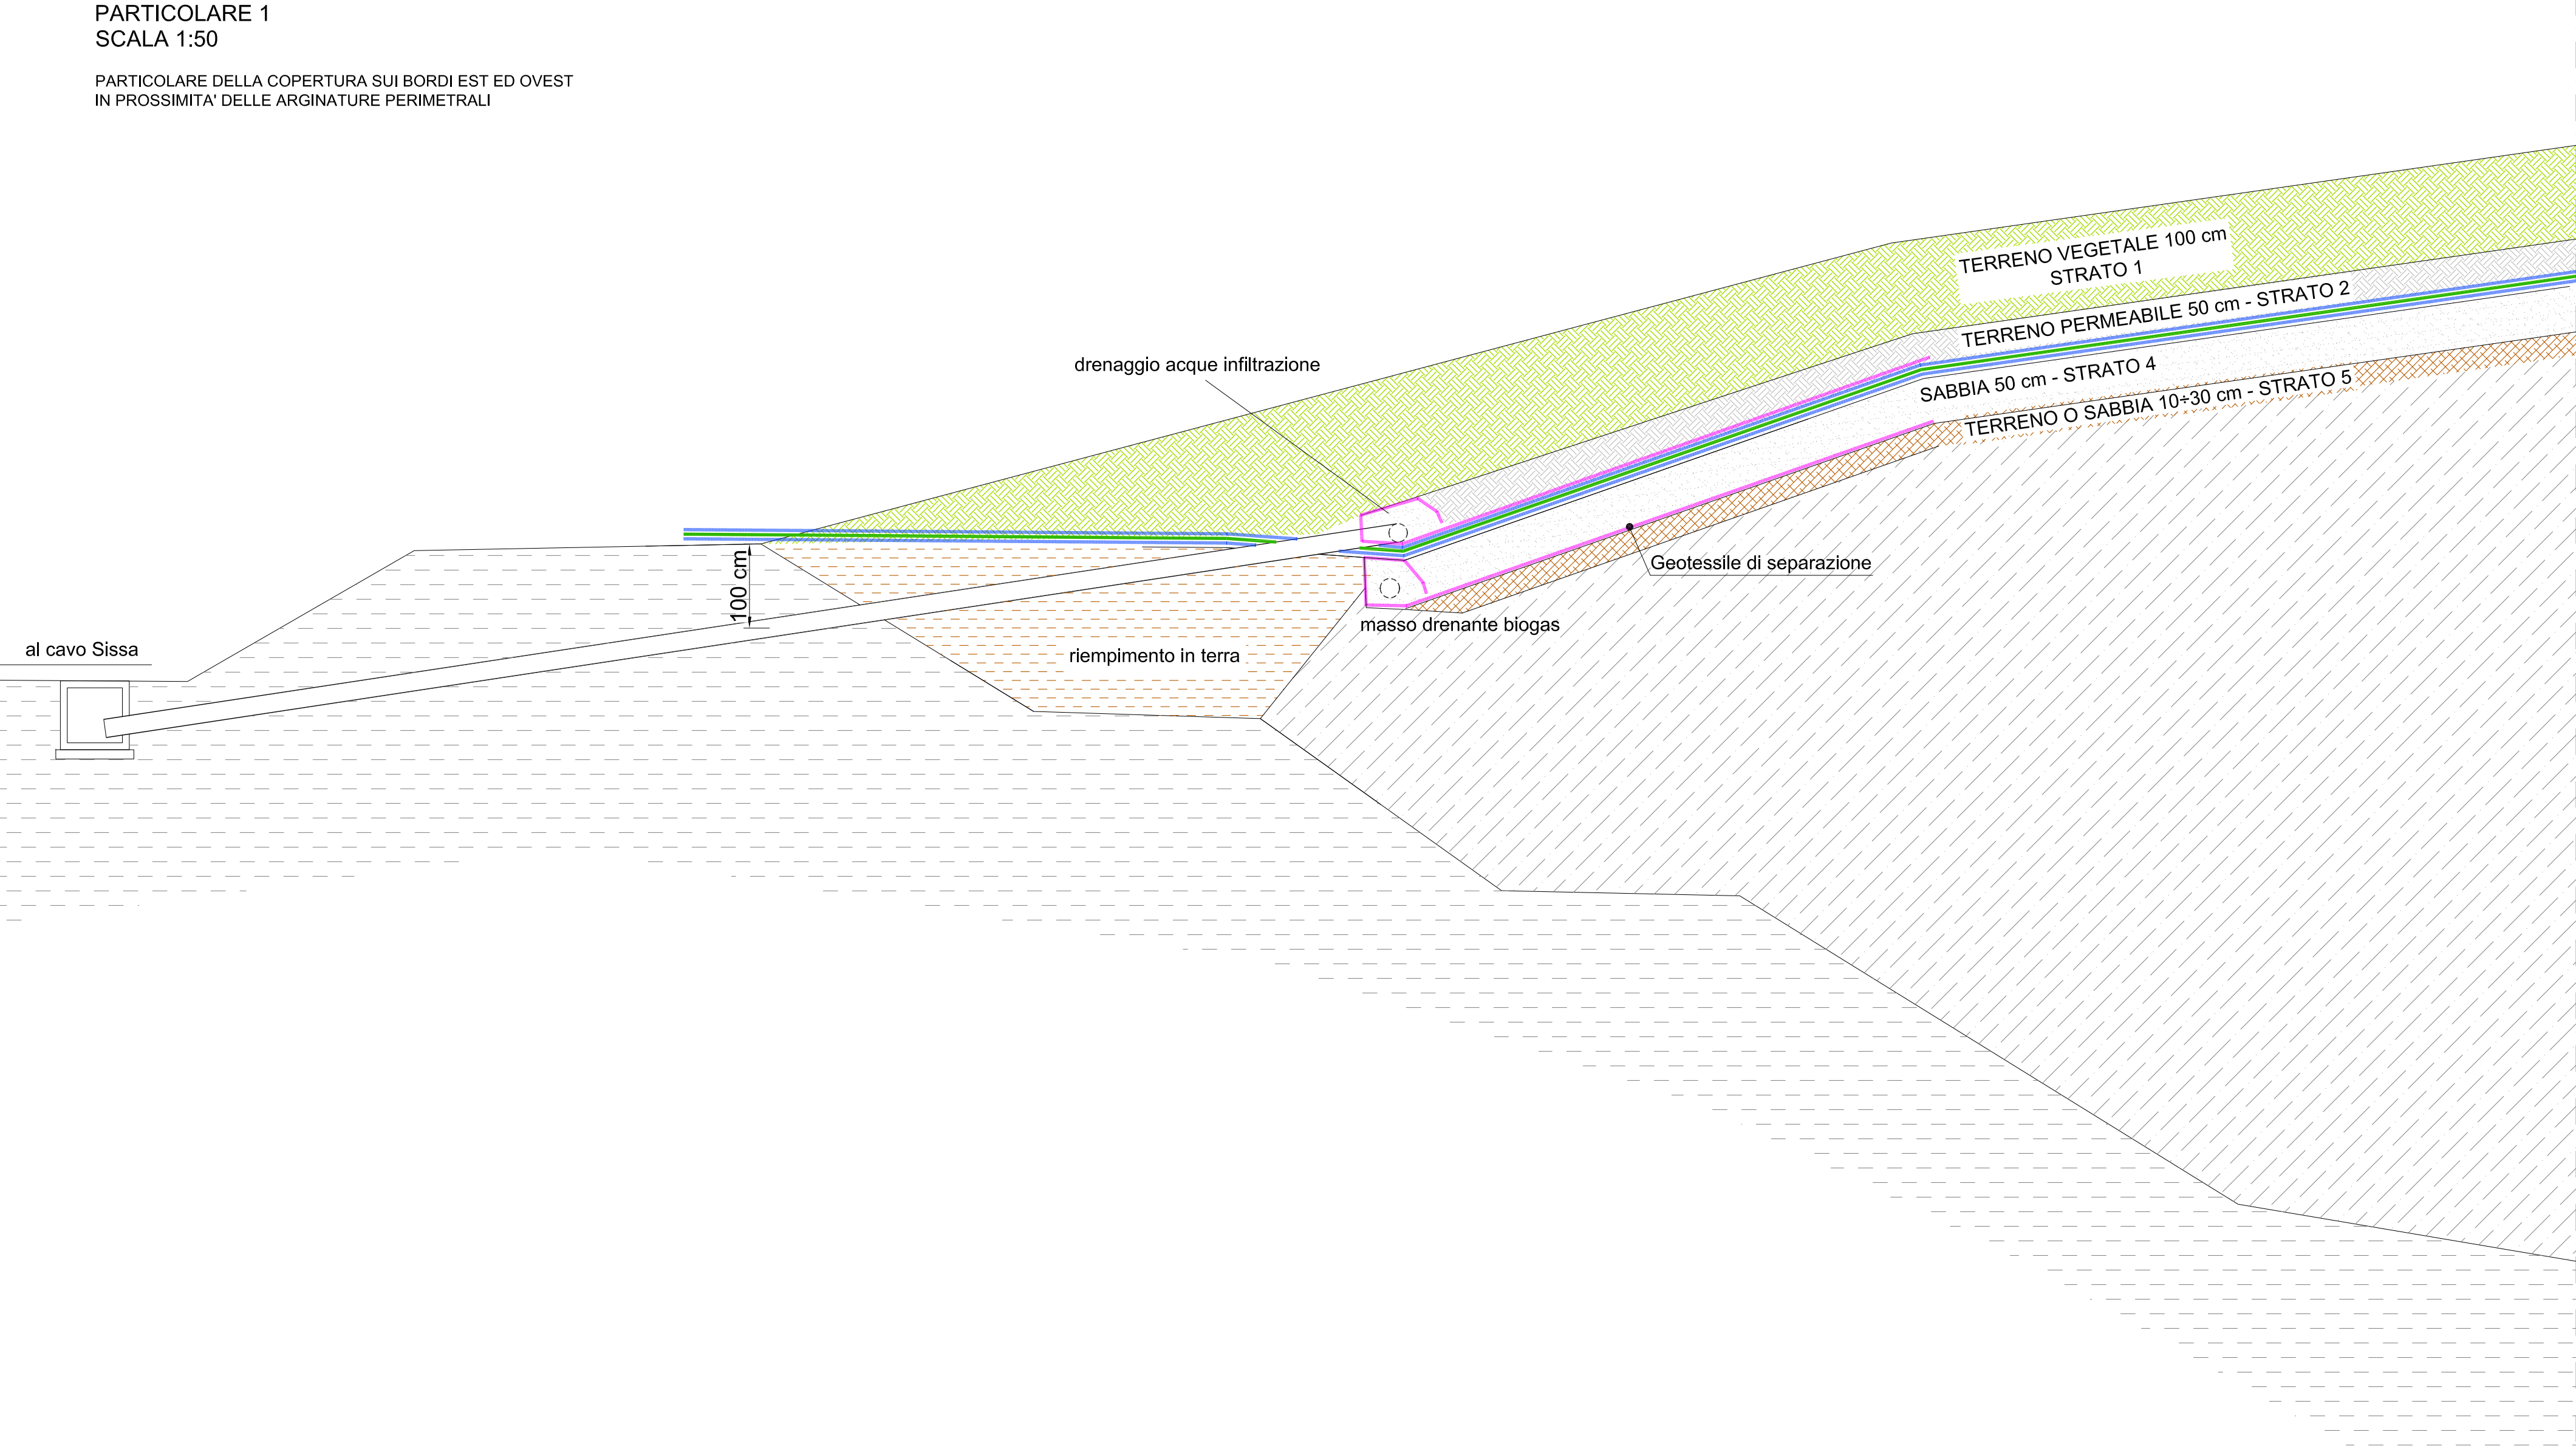 PARTICOLARE 1
SCALA 1:50
PARTICOLARE DELLA COPERTURA SUI BORDI EST ED OVEST
IN PROSSIMITA' DELLE ARGINATURE PERIMETRALI
TERRENO VEGETALE 100 cm
STRATO 1
TERRENO PERMEABILE 50 cm - STRATO 2
SABBIA 50 cm - STRATO 4
TERRENO O SABBIA 10÷30 cm - STRATO 5
drenaggio acque infiltrazione
Geotessile di separazione
100 cm
masso drenante biogas
al cavo Sissa
riempimento in terra